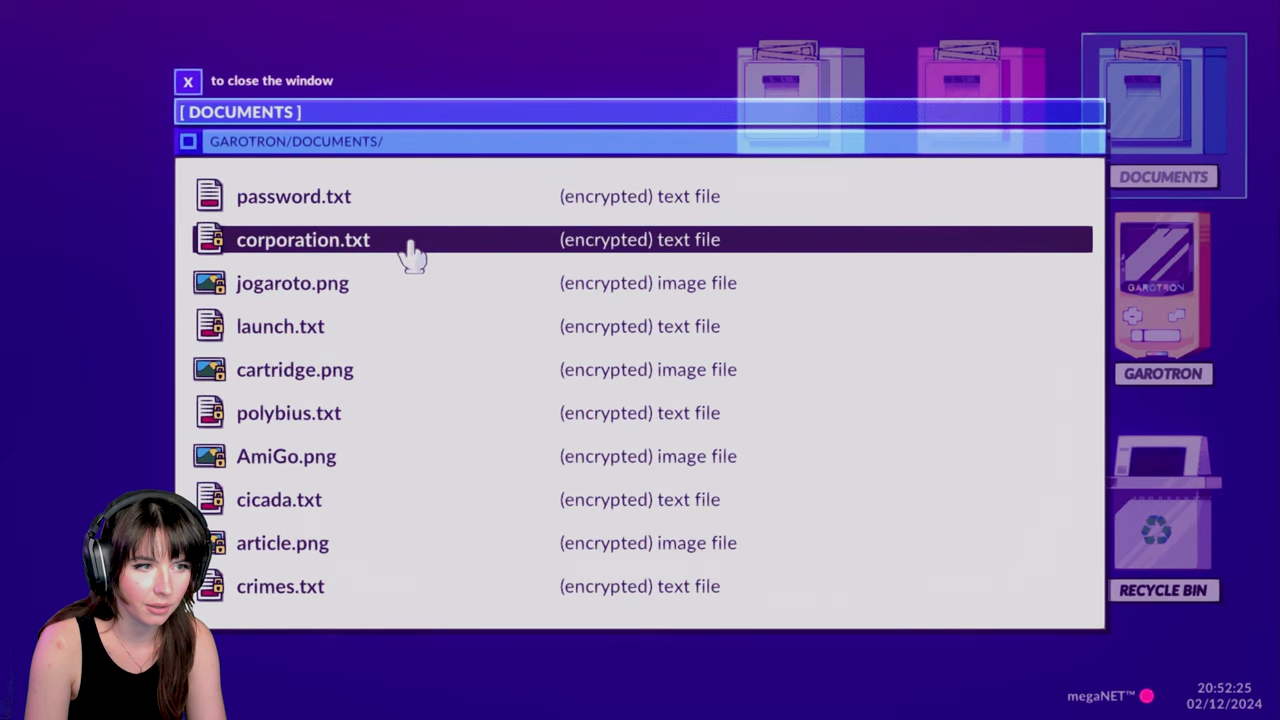 X to close the window
[ DOCUMENTS ]
GAROTRON/DOCUMENTS/
password.txt (encrypted) text file
corporation.txt (encrypted) text file
jogaroto.png (encrypted) image file
launch.txt (encrypted) text file
cartridge.png (encrypted) image file
polybius.txt (encrypted) text file
AmiGo.png (encrypted) image file
cicada.txt (encrypted) text file
article.png (encrypted) image file
crimes.txt (encrypted) text file
DOCUMENTS
GAROTRON
GAROTRON
RECYCLE BIN
megaNET™ 20:52:25
02/12/2024